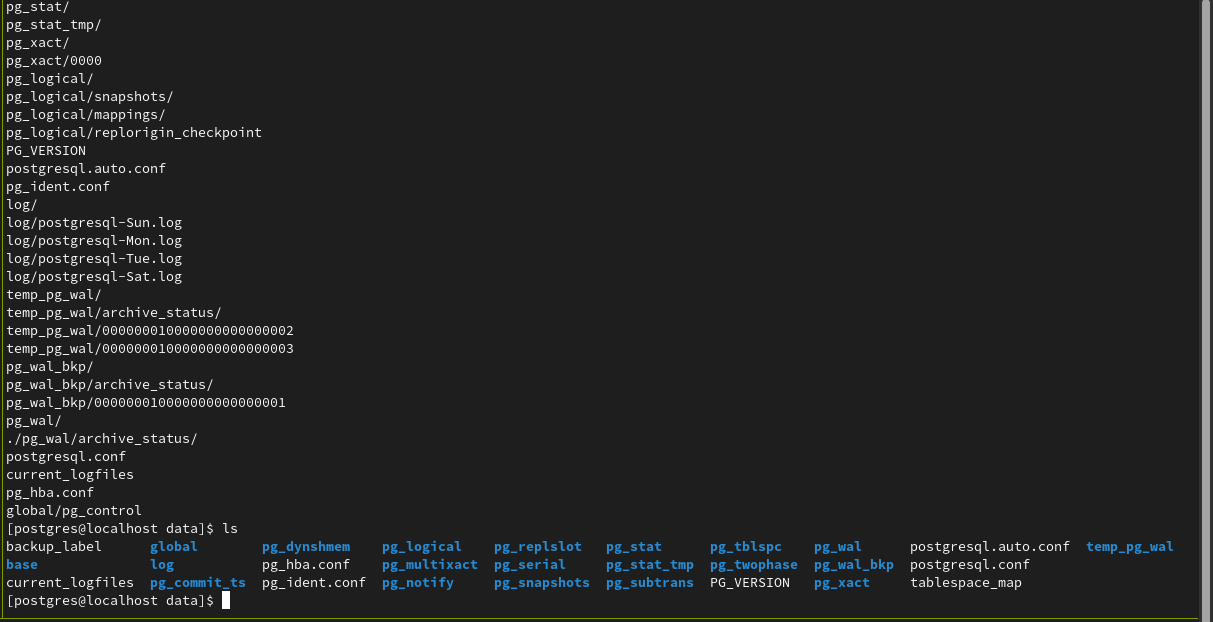 pg_stat/
pg_stat_tmp/
pg_xact/
pg_xact/0000
pg_logical/
pg_logical/snapshots/
pg_logical/mappings/
pg_logical/replorigin_checkpoint
PG_VERSION
postgresql.auto.conf
pg_ident.conf
log/
log/postgresql-Sun.log
log/postgresql-Mon.log
log/postgresql-Tue.log
log/postgresql-Sat.log
temp_pg_wal/
temp_pg_wal/archive_status/
temp_pg_wal/000000010000000000000002
temp_pg_wal/000000010000000000000003
pg_wal_bkp/
pg_wal_bkp/archive_status/
pg_wal_bkp/000000010000000000000001
pg_wal/
./pg_wal/archive_status/
postgresql.conf
current_logfiles
pg_hba.conf
global/pg_control
[postgres@localhost data]$ ls
backup_label      global        pg_dynshmem    pg_logical    pg_replslot   pg_stat      pg_tblspc    pg_wal      postgresql.auto.conf  temp_pg_wal
base              log           pg_hba.conf    pg_multixact  pg_serial     pg_stat_tmp  pg_twophase  pg_wal_bkp  postgresql.conf
current_logfiles  pg_commit_ts  pg_ident.conf  pg_notify     pg_snapshots  pg_subtrans  PG_VERSION   pg_xact     tablespace_map
[postgres@localhost data]$